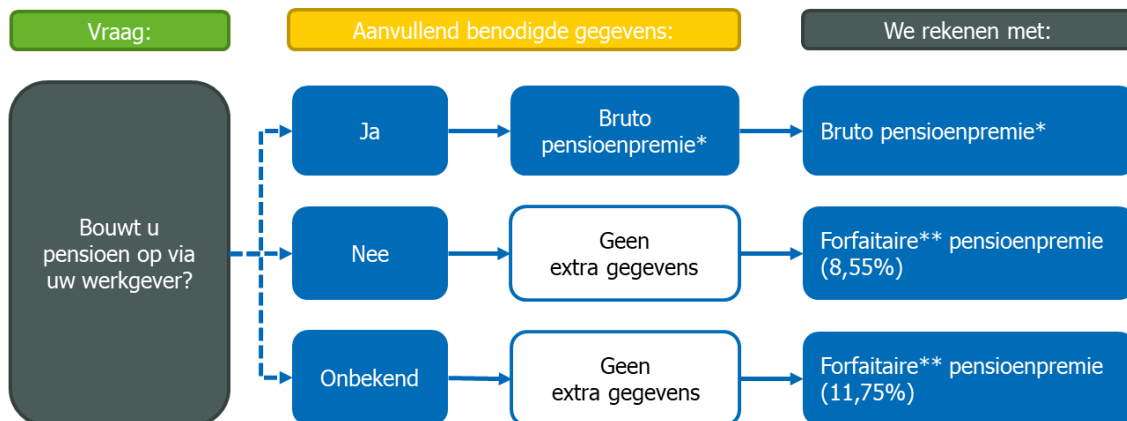 Vraag:
Aanvullend benodigde gegevens:
We rekenen met:
Bouwt u
pensioen op via
uw werkgever?
Ja
Bruto
pensioenpremie*
Bruto pensioenpremie*
Nee
Geen
extra gegevens
Forfaitaire** pensioenpremie
(8,55%)
Onbekend
Geen
extra gegevens
Forfaitaire** pensioenpremie
(11,75%)